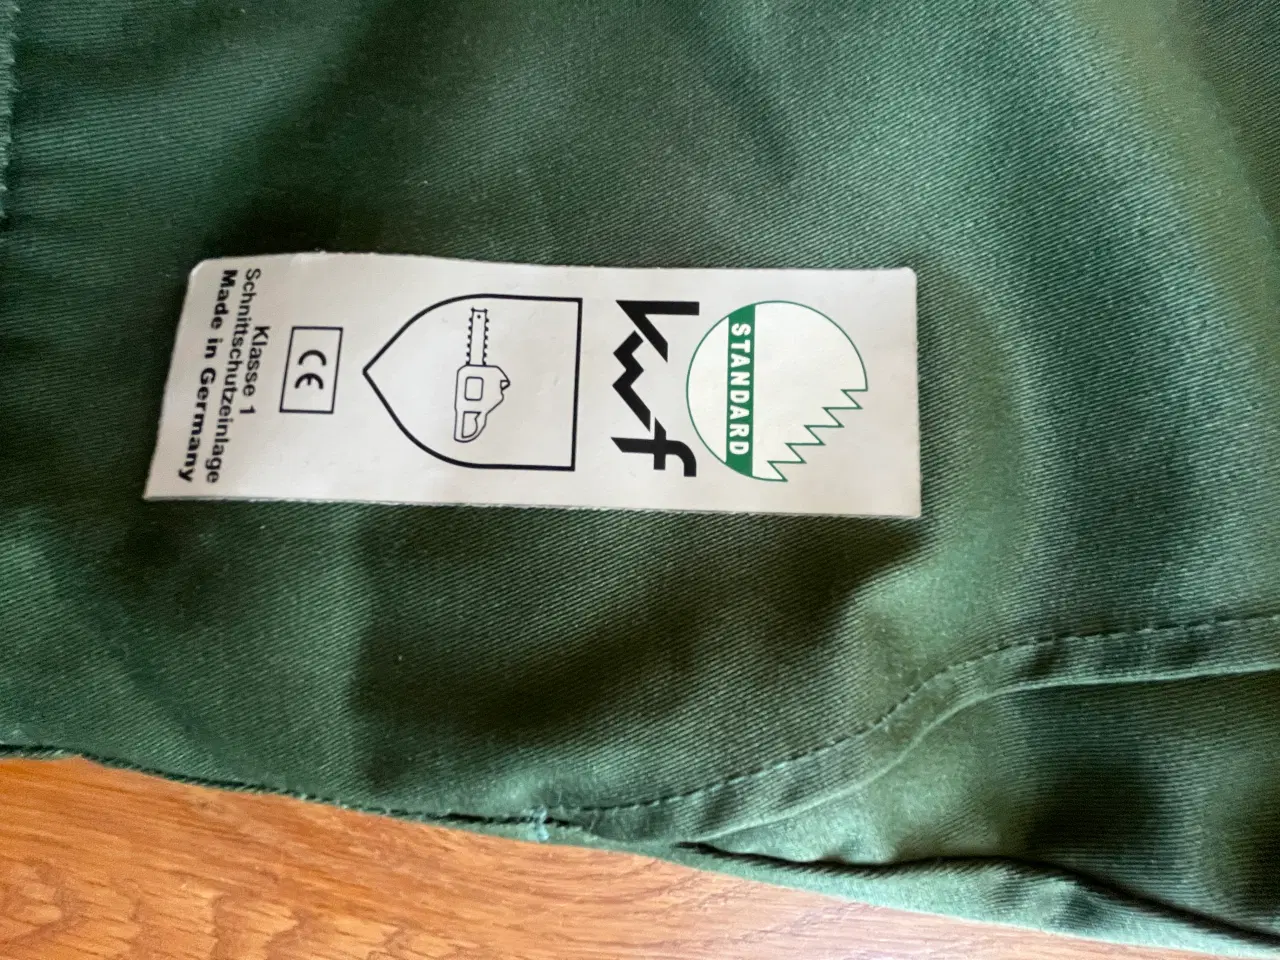 STANDARD
KWF
CE
Klasse 1
Schnittschutzeinlage
Made in Germany